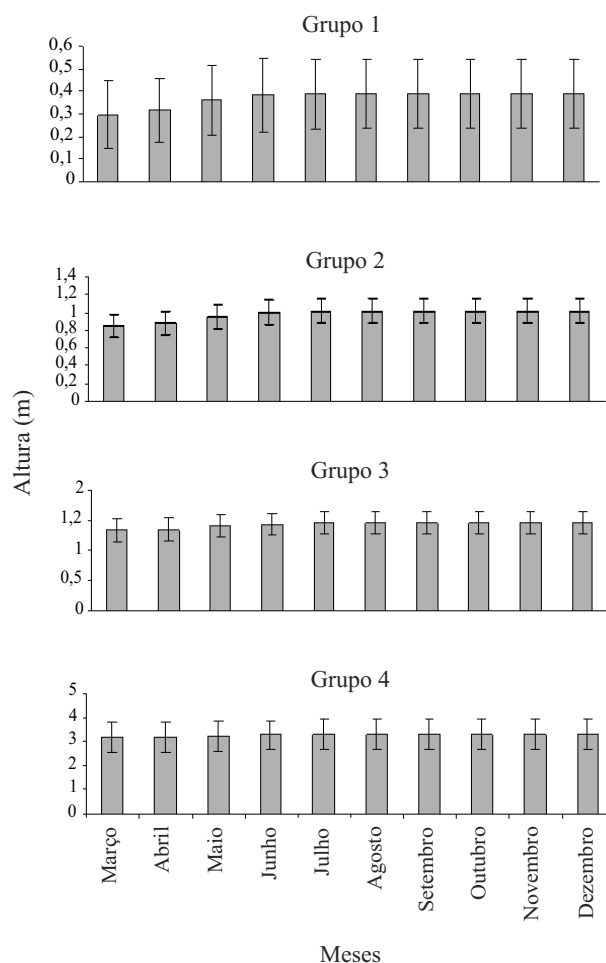 Grupo 1
0,6
0,5
0,4
0,3
0,2
0,1
0
Grupo 2
1,4
1,2
1
0,8
0,6
0,4
0,2
0
Altura (m)
Grupo 3
2
1,2
1
0,5
0
Grupo 4
5
4
3
2
1
0
Março
Abril
Maio
Junho
Julho
Agosto
Setembro
Outubro
Novembro
Dezembro
Meses